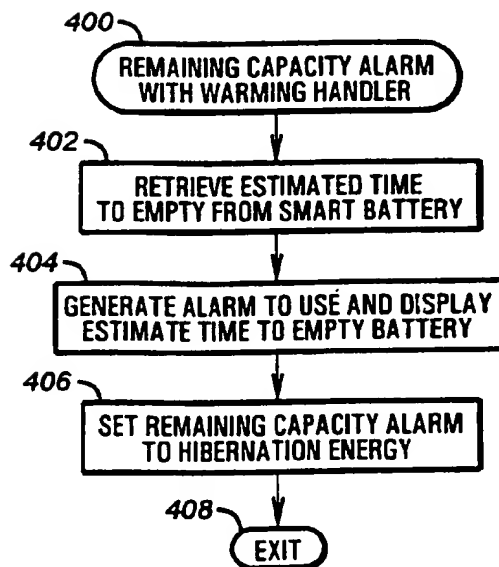 400
REMAINING CAPACITY ALARM
WITH WARMING HANDLER
402
RETRIEVE ESTIMATED TIME
TO EMPTY FROM SMART BATTERY
404
GENERATE ALARM TO USE AND DISPLAY
ESTIMATE TIME TO EMPTY BATTERY
406
SET REMAINING CAPACITY ALARM
TO HIBERNATION ENERGY
408
EXIT